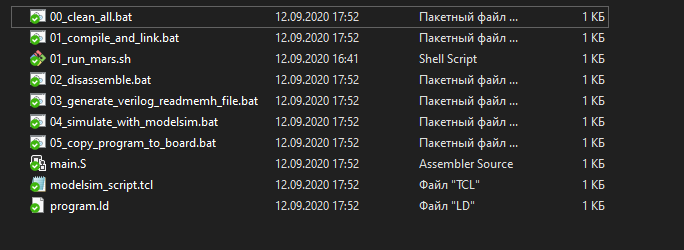 00_clean_all.bat 12.09.2020 17:52 Пакетный файл ... 1 КБ
01_compile_and_link.bat 12.09.2020 17:52 Пакетный файл ... 1 КБ
01_run_mars.sh 12.09.2020 16:41 Shell Script 1 КБ
02_disassemble.bat 12.09.2020 17:52 Пакетный файл ... 1 КБ
03_generate_verilog_readmemh_file.bat 12.09.2020 17:52 Пакетный файл ... 1 КБ
04_simulate_with_modelsim.bat 12.09.2020 17:52 Пакетный файл ... 1 КБ
05_copy_program_to_board.bat 12.09.2020 17:52 Пакетный файл ... 1 КБ
main.S 12.09.2020 17:52 Assembler Source 1 КБ
modelsim_script.tcl 12.09.2020 17:52 Файл "TCL" 1 КБ
program.ld 12.09.2020 17:52 Файл "LD" 1 КБ